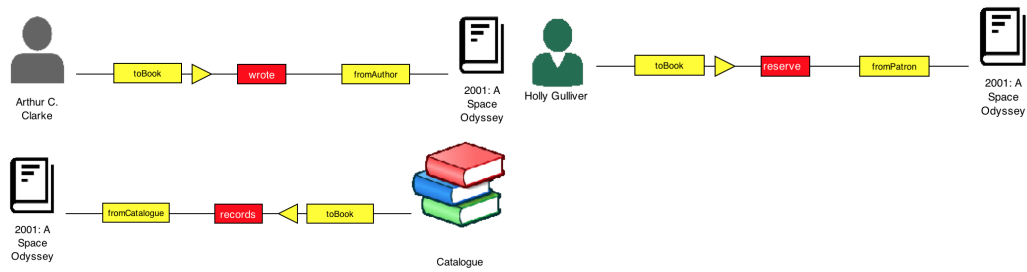 toBook
wrote
fromAuthor
Arthur C.
Clarke
2001: A
Space
Odyssey
toBook
reserve
fromPatron
Holly Gulliver
2001: A
Space
Odyssey
fromCatalogue
records
toBook
2001: A
Space
Odyssey
Catalogue